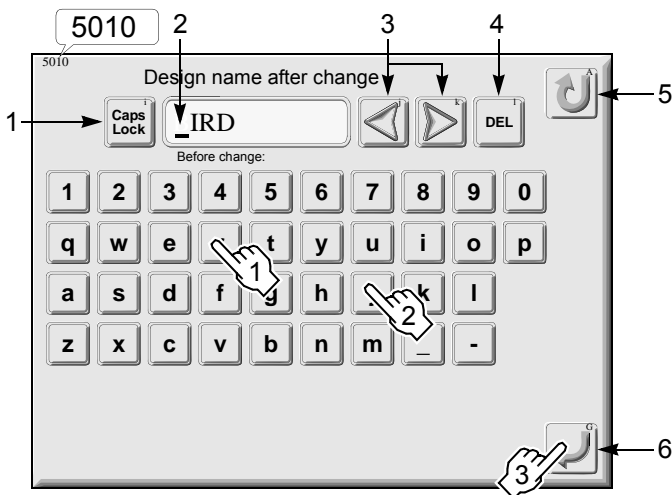 5010 2 3 4
5010
Design name after change
A
5
1 Caps Lock i _IRD j k DEL l
Before change:
1 2 3 4 5 6 7 8 9 0
q w e t y u i o p
1
a s d f g h k l
2
z x c v b n m _ -
G
6
3